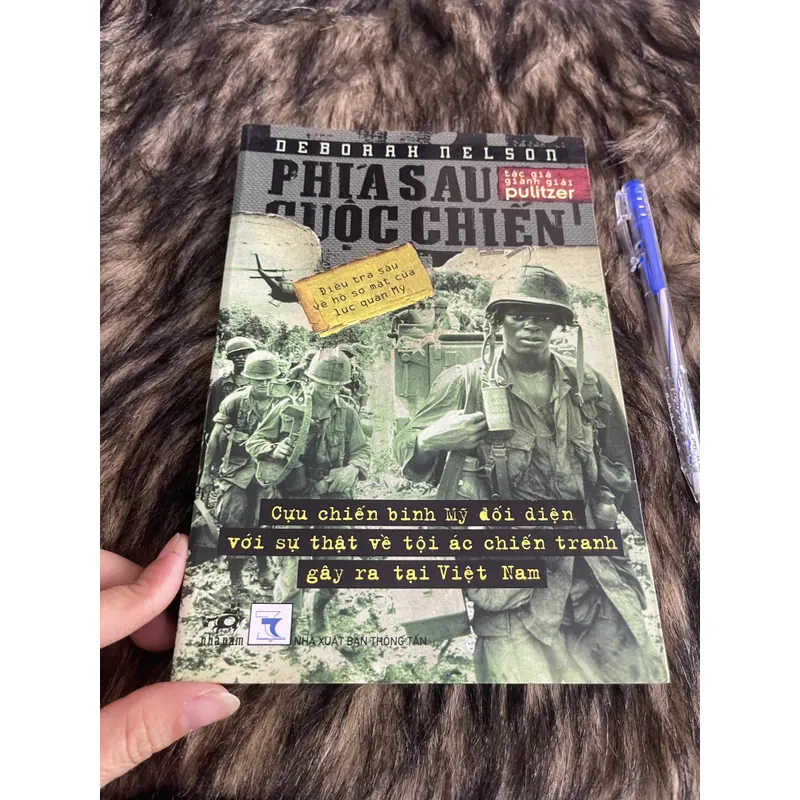 DEBORAH NELSON
PHÍA SAU
CUỘC CHIẾN
tác giả
giành giải
pulitzer
Điều tra sâu
về hồ sơ mật của
lục quân Mỹ
Cựu chiến binh Mỹ đối diện
với sự thật về tội ác chiến tranh
gây ra tại Việt Nam
nhã nam
NHÀ XUẤT BẢN THÔNG TẤN